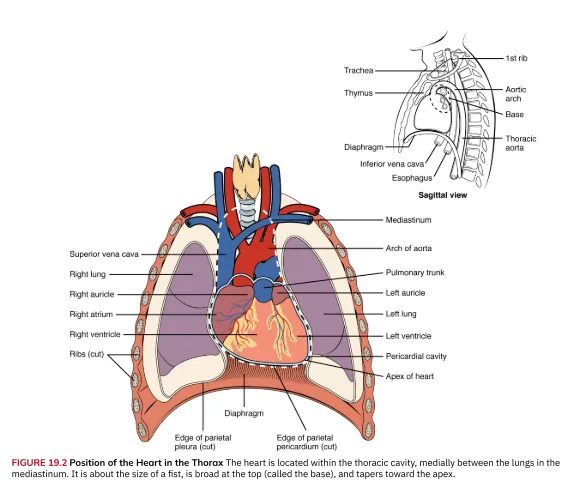 1st rib
Trachea
Thymus
Aortic
arch
Base
Thoracic
aorta
Diaphragm
Inferior vena cava
Esophagus
Sagittal view
Mediastinum
Superior vena cava
Arch of aorta
Right lung
Pulmonary trunk
Right auricle
Left auricle
Right atrium
Left lung
Right ventricle
Left ventricle
Ribs (cut)
Pericardial cavity
Apex of heart
Diaphragm
Edge of parietal
pleura (cut)
Edge of parietal
pericardium (cut)
FIGURE 19.2 Position of the Heart in the Thorax The heart is located within the thoracic cavity, medially between the lungs in the
mediastinum. It is about the size of a fist, is broad at the top (called the base), and tapers toward the apex.